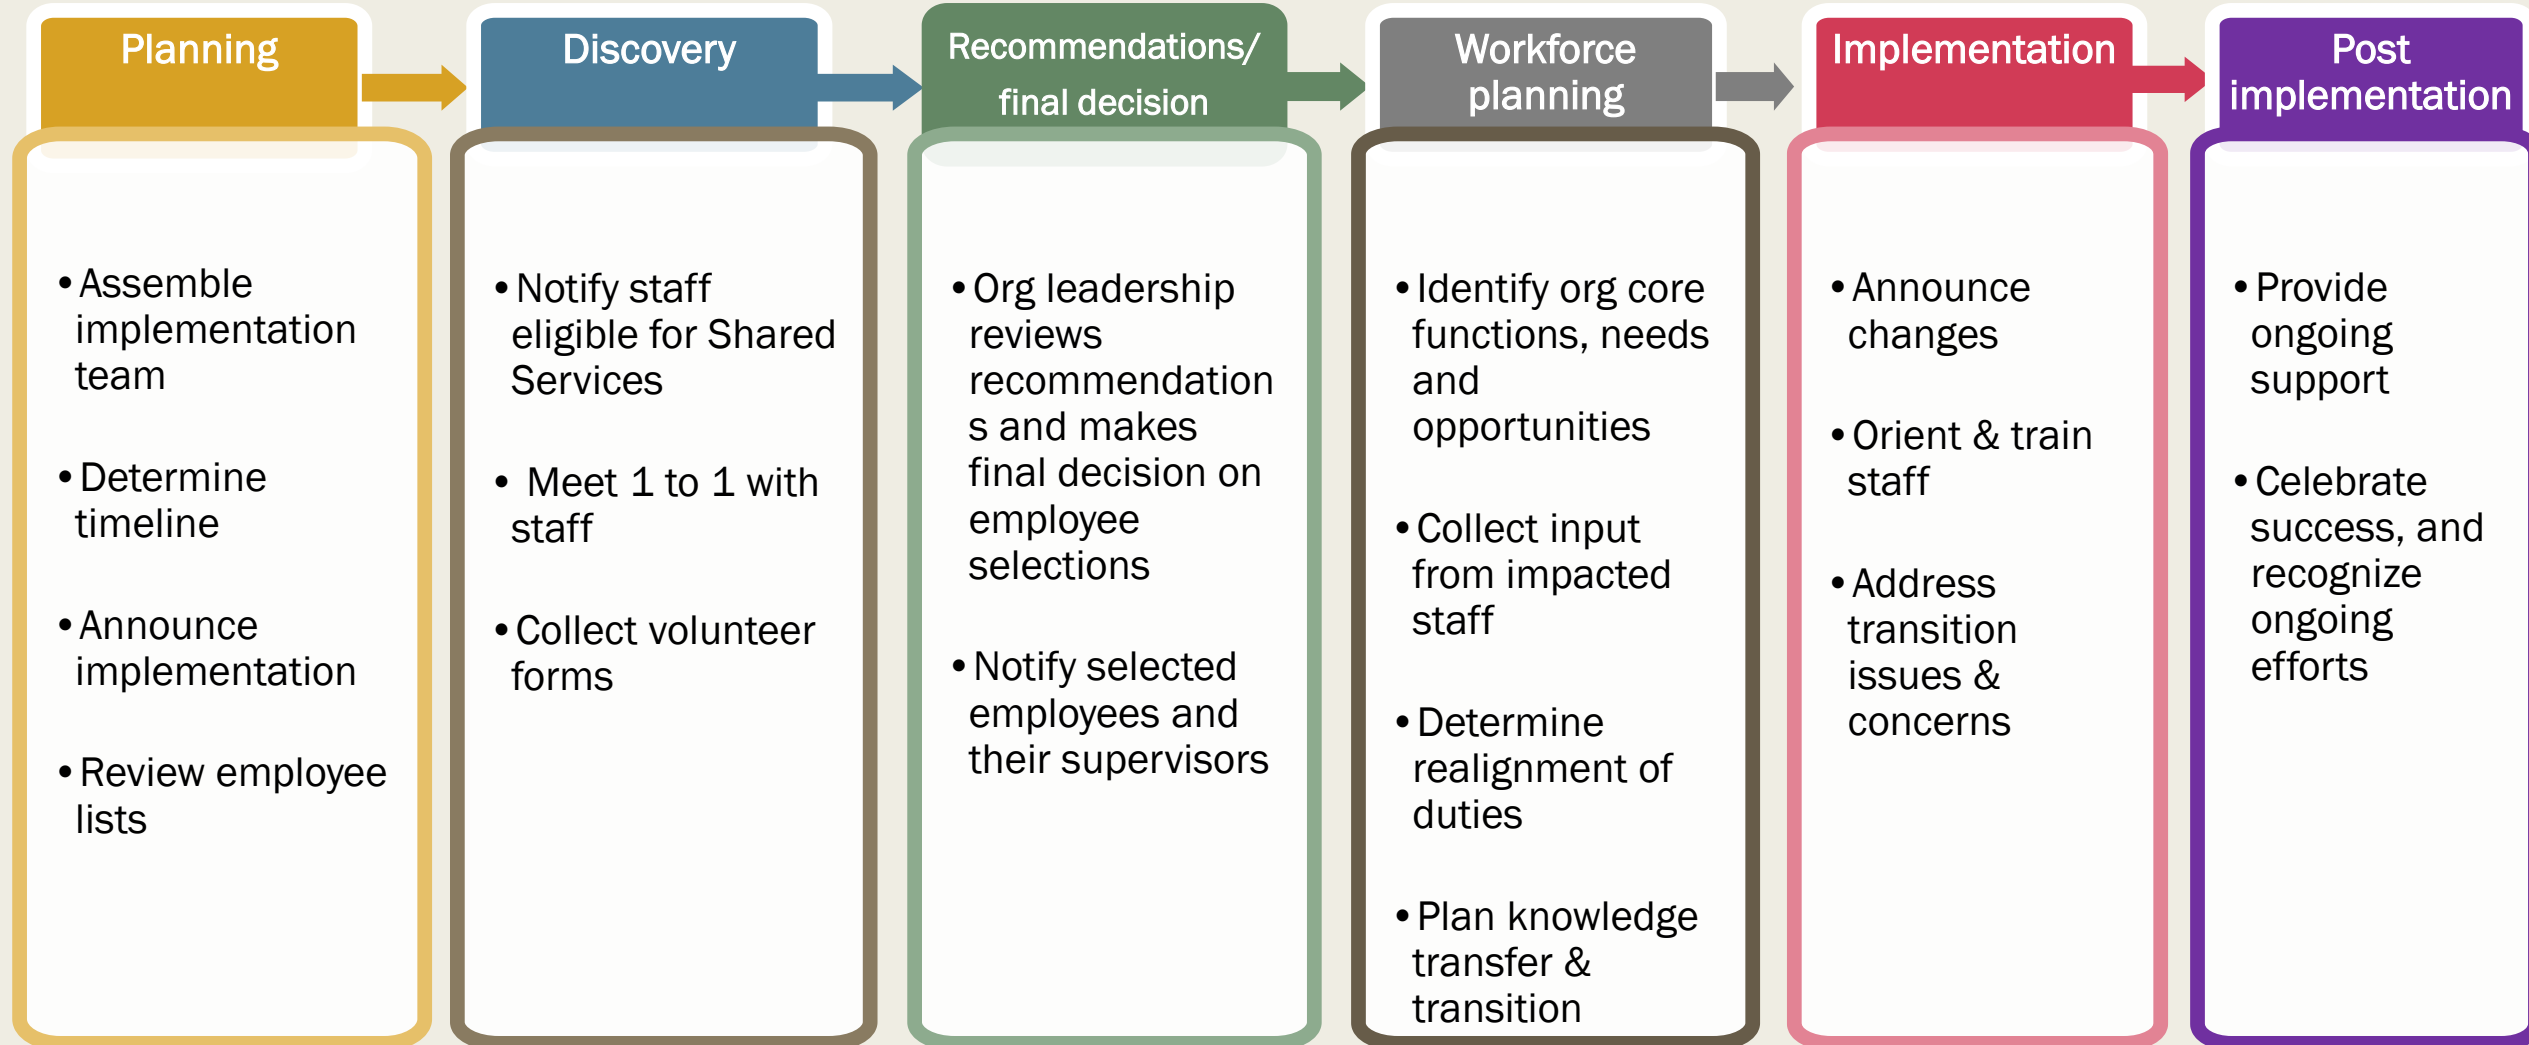 Planning
• Assemble
implementation
team
• Determine
timeline
• Announce
implementation
• Review employee
lists
Discovery
• Notify staff
eligible for Shared
Services
• Meet 1 to 1 with
staff
• Collect volunteer
forms
Recommendations/
final decision
• Org leadership
reviews
recommendation
s and makes
final decision on
employee
selections
• Notify selected
employees and
their supervisors
Workforce
planning
• Identify org core
functions, needs
and
opportunities
• Collect input
from impacted
staff
• Determine
realignment of
duties
• Plan knowledge
transfer &
transition
Implementation
• Announce
changes
• Orient & train
staff
• Address
transition
issues &
concerns
Post
implementation
• Provide
ongoing
support
• Celebrate
success, and
recognize
ongoing
efforts